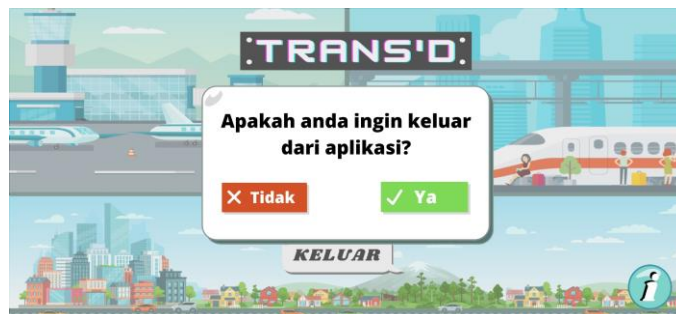 TRANS'D
Apakah anda ingin keluar
dari aplikasi?
Tidak
Ya
KELUAR
i